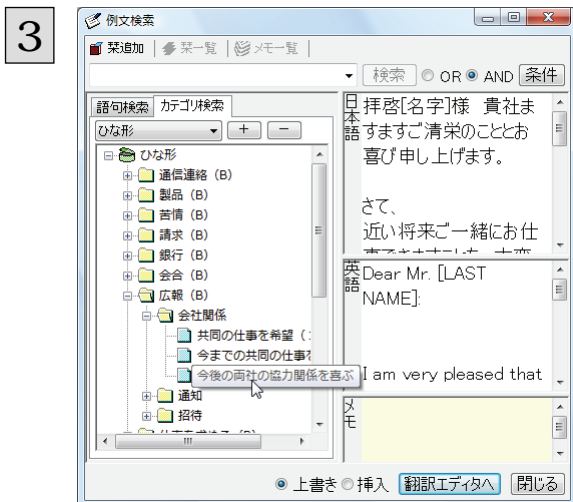 3
例文検索
栞追加 栞一覧 メモ一覧
検索 OR AND 条件
語句検索 カテゴリ検索
ひな形 + −
ひな形
通信連絡 (B)
製品 (B)
苦情 (B)
請求 (B)
銀行 (B)
会合 (B)
広報 (B)
会社関係
共同の仕事を希望 (
今までの共同の仕事
今後の両社の協力関係を喜ぶ
通知
招待
日本語
拝啓[名字]様 貴社ま
すますご清栄のこととお
喜び申し上げます。
さて、
近い将来ご一緒にお仕
英語
Dear Mr. [LAST
NAME]:
I am very pleased that
メモ
上書き 挿入 翻訳エディタへ 閉じる